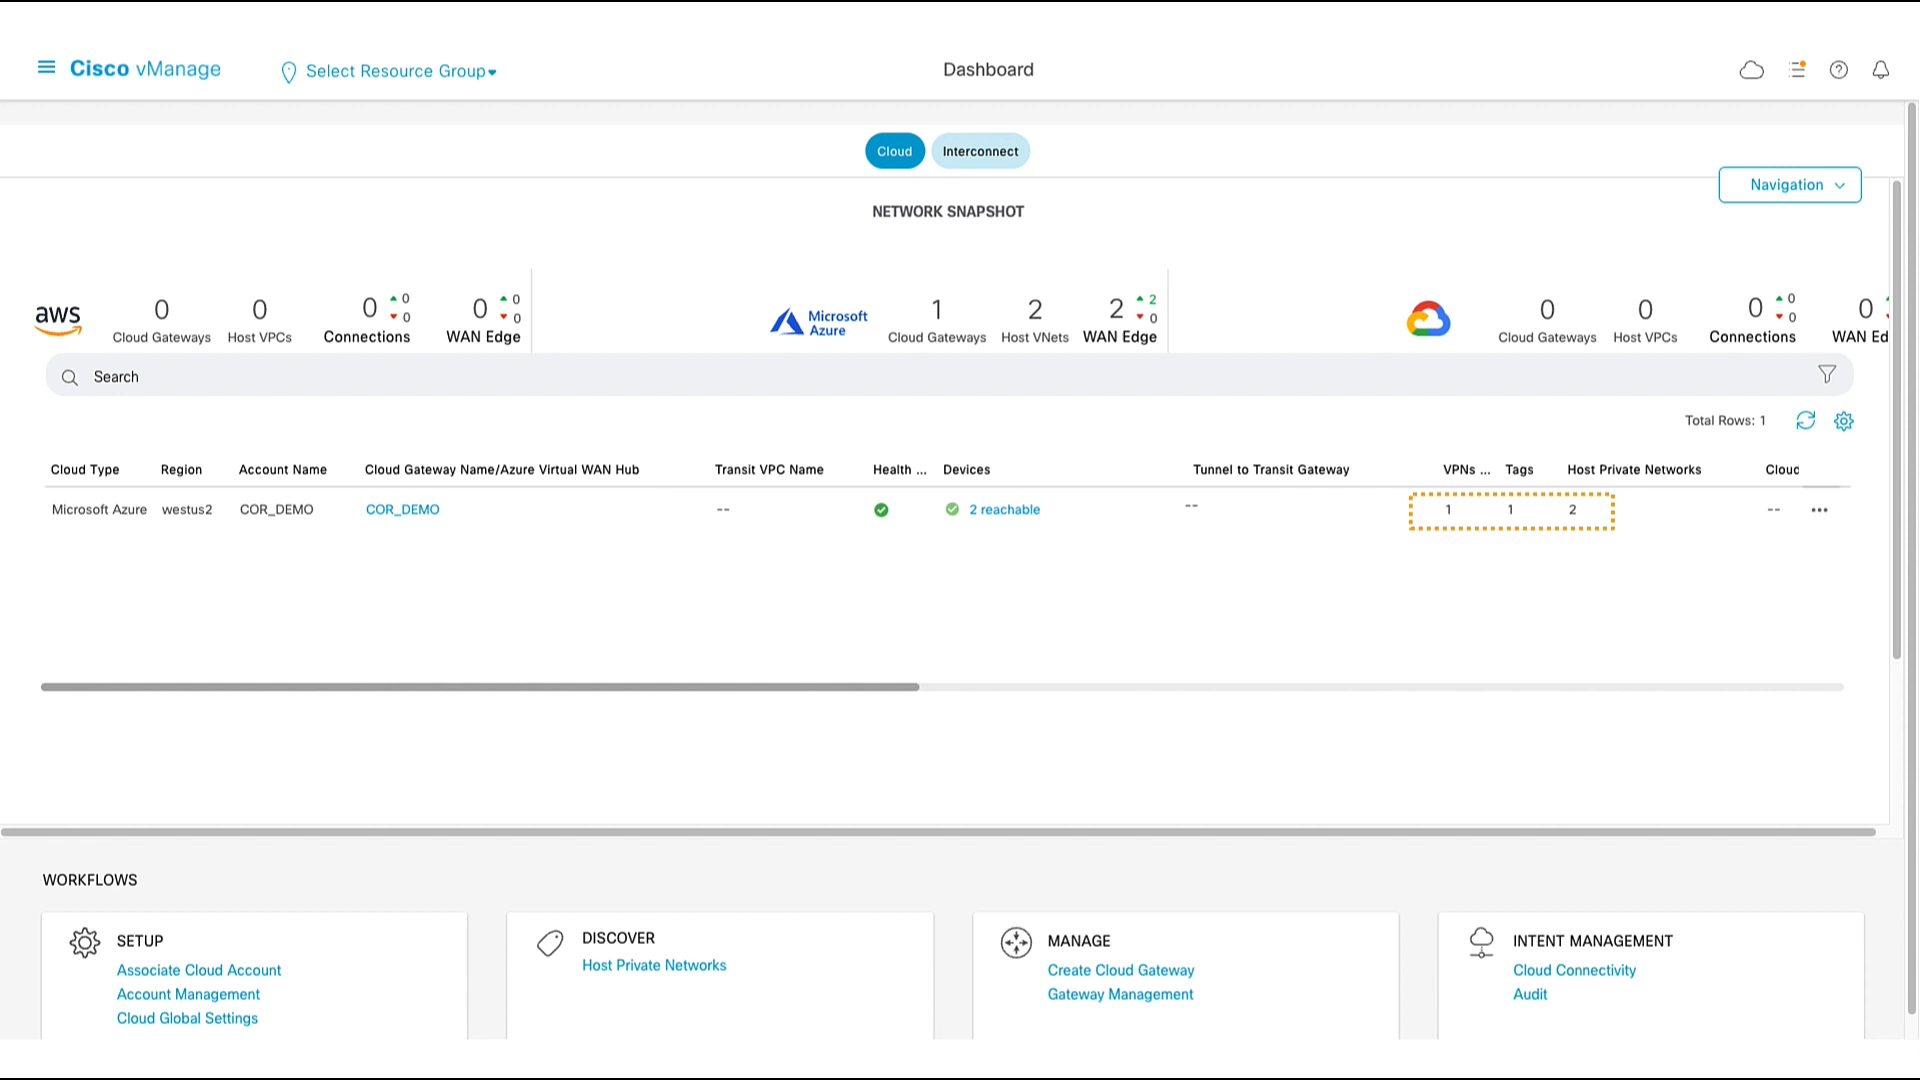 Cisco vManage
Select Resource Group
Dashboard
Cloud
Interconnect
Navigation
NETWORK SNAPSHOT
aws
0
Cloud Gateways
0
Host VPCs
0
0
0
Connections
0
0
0
WAN Edge
Microsoft
Azure
1
Cloud Gateways
2
Host VNets
2
2
0
WAN Edge
0
Cloud Gateways
0
Host VPCs
0
0
0
Connections
0
WAN Ed
Search
Total Rows: 1
Cloud Type Region Account Name Cloud Gateway Name/Azure Virtual WAN Hub Transit VPC Name Health ... Devices Tunnel to Transit Gateway VPNs ... Tags Host Private Networks Cloud
Microsoft Azure westus2 COR_DEMO COR_DEMO -- 2 reachable -- 1 1 2 -- •••
WORKFLOWS
SETUP
Associate Cloud Account
Account Management
Cloud Global Settings
DISCOVER
Host Private Networks
MANAGE
Create Cloud Gateway
Gateway Management
INTENT MANAGEMENT
Cloud Connectivity
Audit